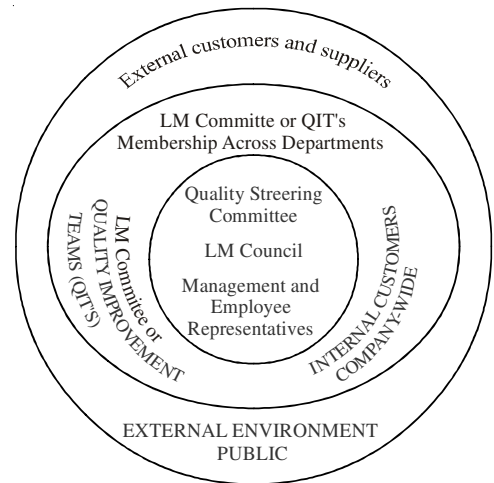 External customers and suppliers
LM Committe or QIT's
Membership Across Departments
Quality Streering
Committee
LM Council
Management and
Employee
Representatives
LM Committee or
QUALITY IMPROVEMENT
TEAMS (QIT'S)
INTERNAL CUSTOMERS
COMPANY-WIDE
EXTERNAL ENVIRONMENT
PUBLIC